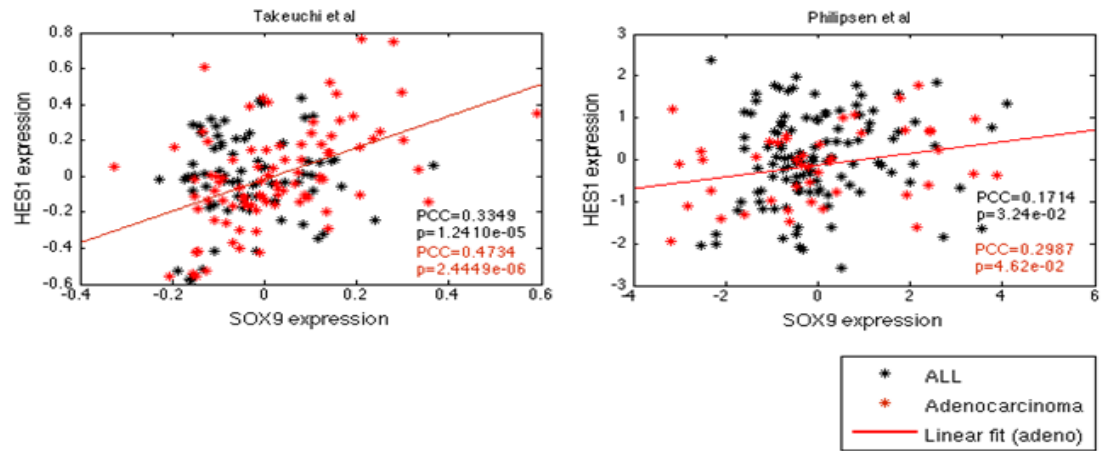 Takeuchi et al
0.8
0.6
0.4
0.2
0
-0.2
-0.4
-0.6
HES1 expression
PCC=0.3349
p=1.2410e-05
PCC=0.4734
p=2.4449e-06
-0.4 -0.2 0 0.2 0.4 0.6
SOX9 expression
Philipsen et al
3
2
1
0
-1
-2
-3
HES1 expression
PCC=0.1714
p=3.24e-02
PCC=0.2987
p=4.62e-02
-4 -2 0 2 4 6
SOX9 expression
ALL
Adenocarcinoma
Linear fit (adeno)